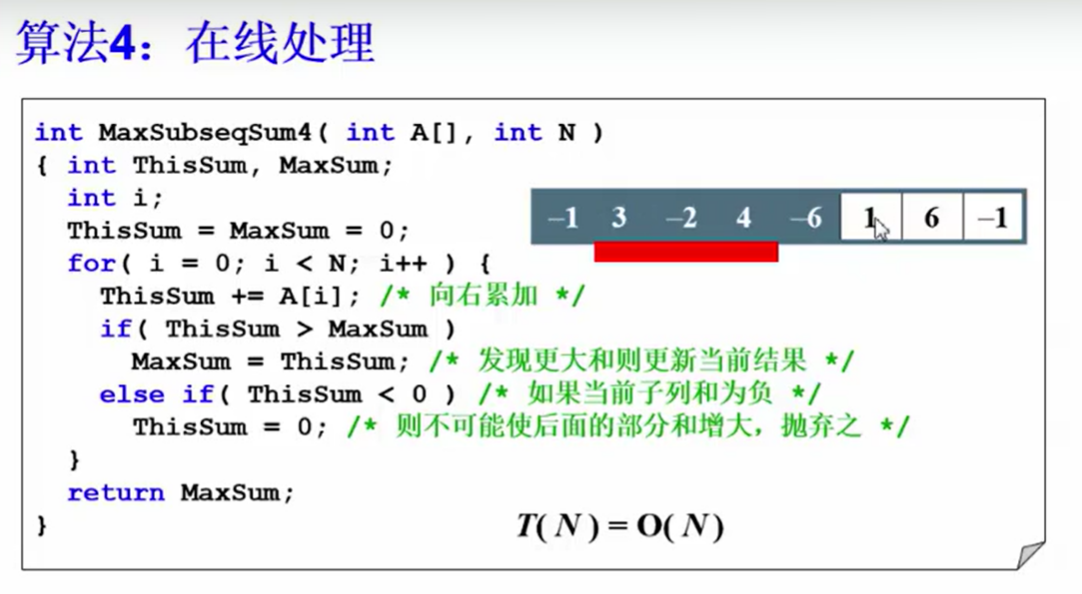 算法4：在线处理
int MaxSubseqSum4( int A[], int N )
{ int ThisSum, MaxSum;
int i;
ThisSum = MaxSum = 0;
–1 3 –2 4 –6 1 6 –1
for( i = 0; i < N; i++ ) {
ThisSum += A[i]; /* 向右累加 */
if( ThisSum > MaxSum )
MaxSum = ThisSum; /* 发现更大和则更新当前结果 */
else if( ThisSum < 0 ) /* 如果当前子列和为负 */
ThisSum = 0; /* 则不可能使后面的部分和增大，抛弃之 */
}
return MaxSum;
}
T( N ) = O( N )